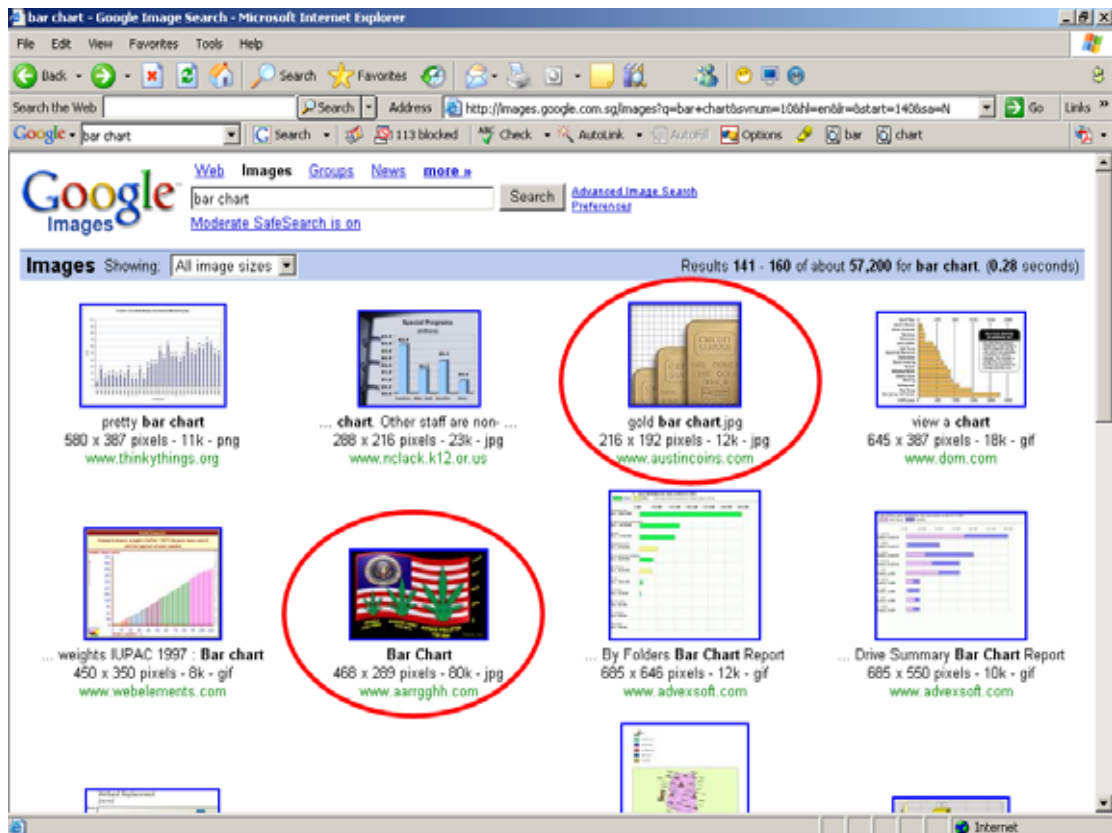 bar chart - Google Image Search - Microsoft Internet Explorer
File Edit View Favorites Tools Help
Back Search Favorites
Search the Web Search Address http://images.google.com.sg/images?q=bar+chart&svnum=10&hl=en&lr=&start=140&sa=N Go Links »
Google bar chart Search 113 blocked Check AutoLink AutoFill Options bar chart
Web Images Groups News more »
Google Images
bar chart Search Advanced Image Search
Preferences
Moderate SafeSearch is on
Images Showing: All image sizes Results 141 - 160 of about 57,200 for bar chart. (0.28 seconds)
Special Programs
CREDIT
SUISSE
pretty bar chart
580 x 387 pixels - 11k - png
www.thinkythings.org
... chart. Other staff are non- ...
288 x 216 pixels - 23k - jpg
www.nclack.k12.or.us
gold bar chart.jpg
216 x 192 pixels - 12k - jpg
www.austincoins.com
view a chart
645 x 387 pixels - 18k - gif
www.dom.com
... weights IUPAC 1997 : Bar chart
450 x 350 pixels - 8k - gif
www.webelements.com
Bar Chart
468 x 289 pixels - 80k - jpg
www.aarrgghh.com
... By Folders Bar Chart Report
685 x 646 pixels - 12k - gif
www.advexsoft.com
... Drive Summary Bar Chart Report
685 x 550 pixels - 10k - gif
www.advexsoft.com
Internet